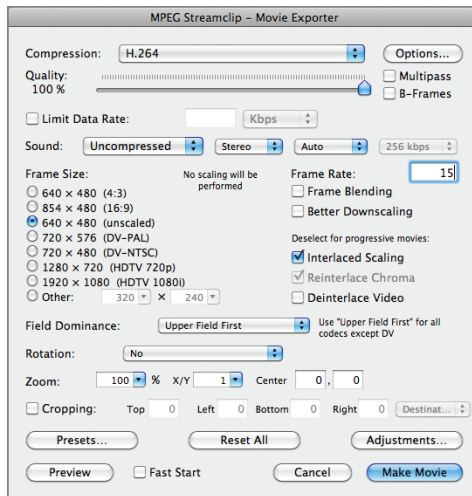 MPEG Streamclip - Movie Exporter
Compression: H.264 Options...
Quality: Multipass
100 % B-Frames
Limit Data Rate: Kbps
Sound: Uncompressed Stereo Auto 256 kbps
Frame Size: No scaling will be performed Frame Rate: 15
640 × 480 (4:3) Frame Blending
854 × 480 (16:9) Better Downscaling
640 × 480 (unscaled)
720 × 576 (DV-PAL) Deselect for progressive movies:
720 × 480 (DV-NTSC) Interlaced Scaling
1280 × 720 (HDTV 720p) Reinterlace Chroma
1920 × 1080 (HDTV 1080i)
Other: 320 × 240 Deinterlace Video
Field Dominance: Upper Field First Use "Upper Field First" for all codecs except DV
Rotation: No
Zoom: 100 % X/Y 1 Center 0 , 0
Cropping: Top 0 Left 0 Bottom 0 Right 0 Destinat...
Presets... Reset All Adjustments...
Preview Fast Start Cancel Make Movie